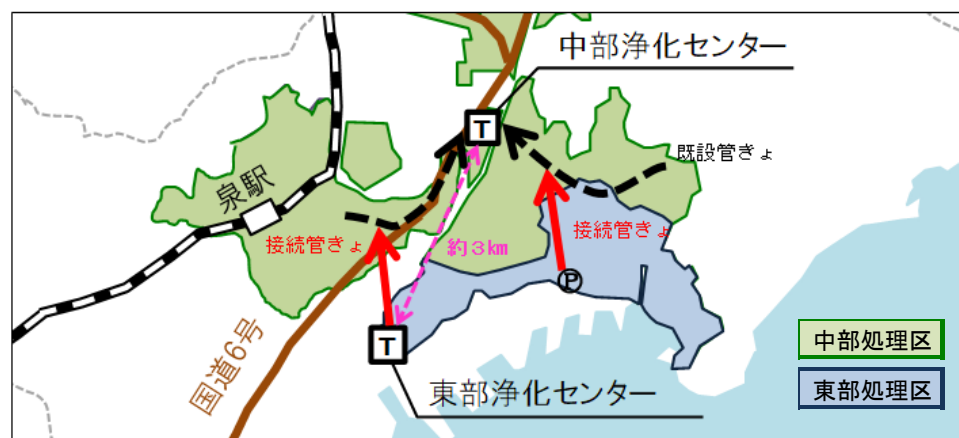 中部浄化センター
T
既設管きょ
泉駅
接続管きょ
接続管きょ
約3km
P
国道6号
T
東部浄化センター
中部処理区
東部処理区